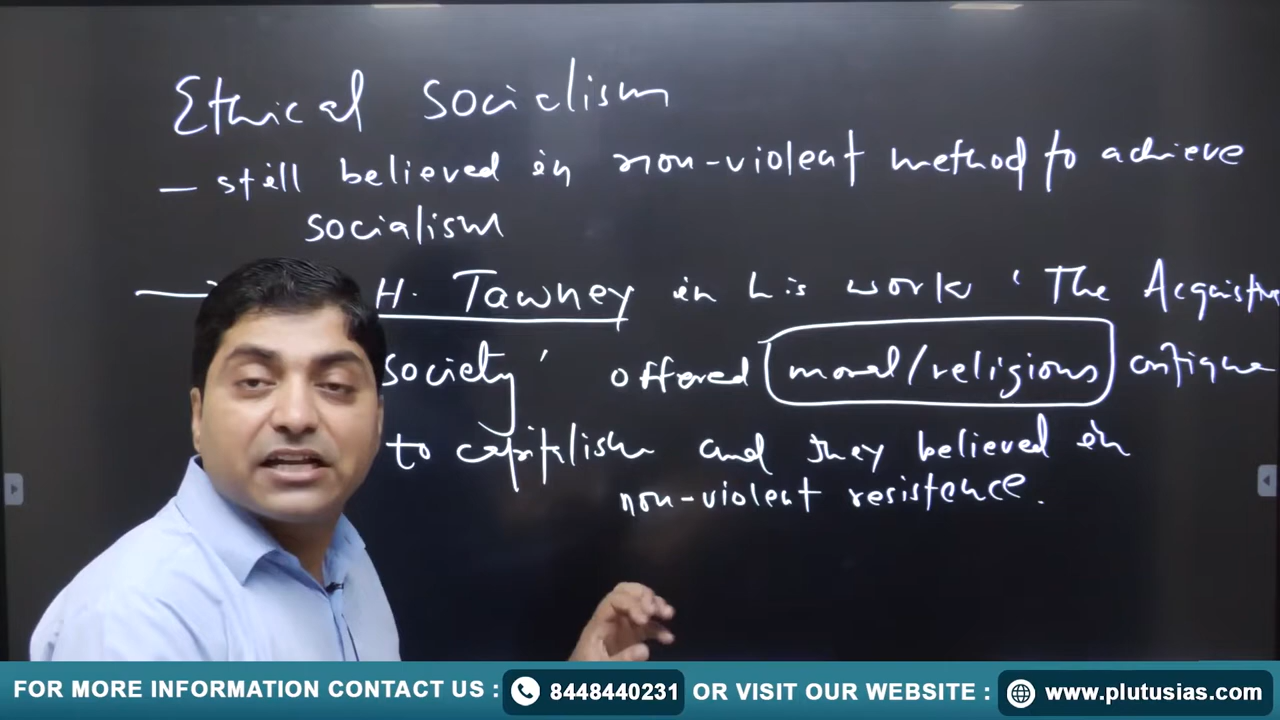 Ethical Socialism
— still believed in non-violent method to achieve
socialism
H. Tawney in his work ' The Acquisitive
society ' offered moral/religious critique
to capitalism and they believed in
non-violent resistence.
FOR MORE INFORMATION CONTACT US : 8448440231 OR VISIT OUR WEBSITE : www.plutusias.com